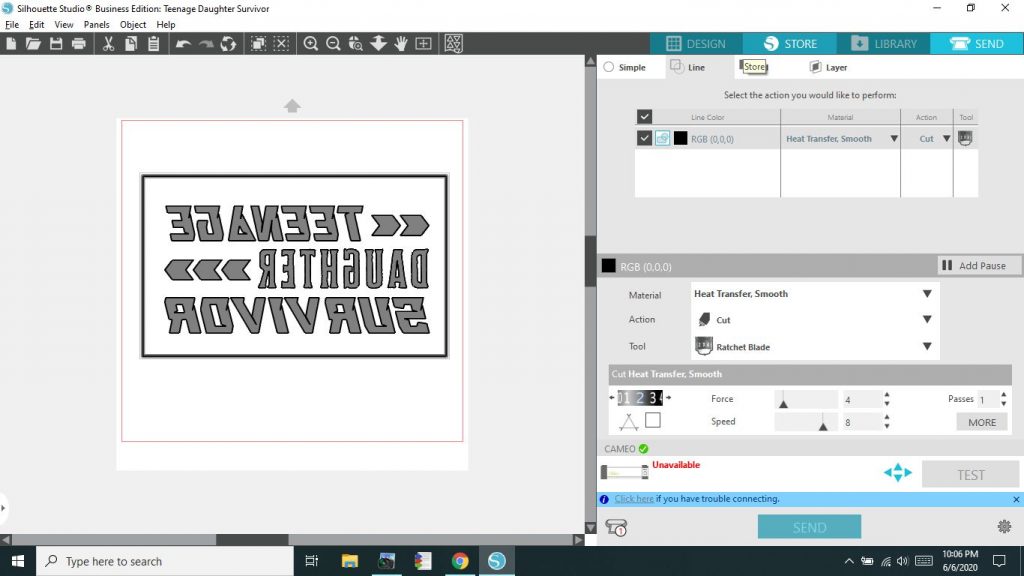 Silhouette Studio® Business Edition: Teenage Daughter Survivor
File Edit View Panels Object Help
DESIGN STORE LIBRARY SEND
Simple Line Store Layer
Select the action you would like to perform:
Line Color Material Action Tool
RGB (0,0,0) Heat Transfer, Smooth Cut
TEENAGE
DAUGHTER
SURVIVOR
RGB (0,0,0) Add Pause
Material Heat Transfer, Smooth
Action Cut
Tool Ratchet Blade
Cut Heat Transfer, Smooth
Force 4 Passes 1
Speed 8 MORE
CAMEO
Unavailable
TEST
Click here if you have trouble connecting.
SEND
Type here to search
10:06 PM
6/6/2020